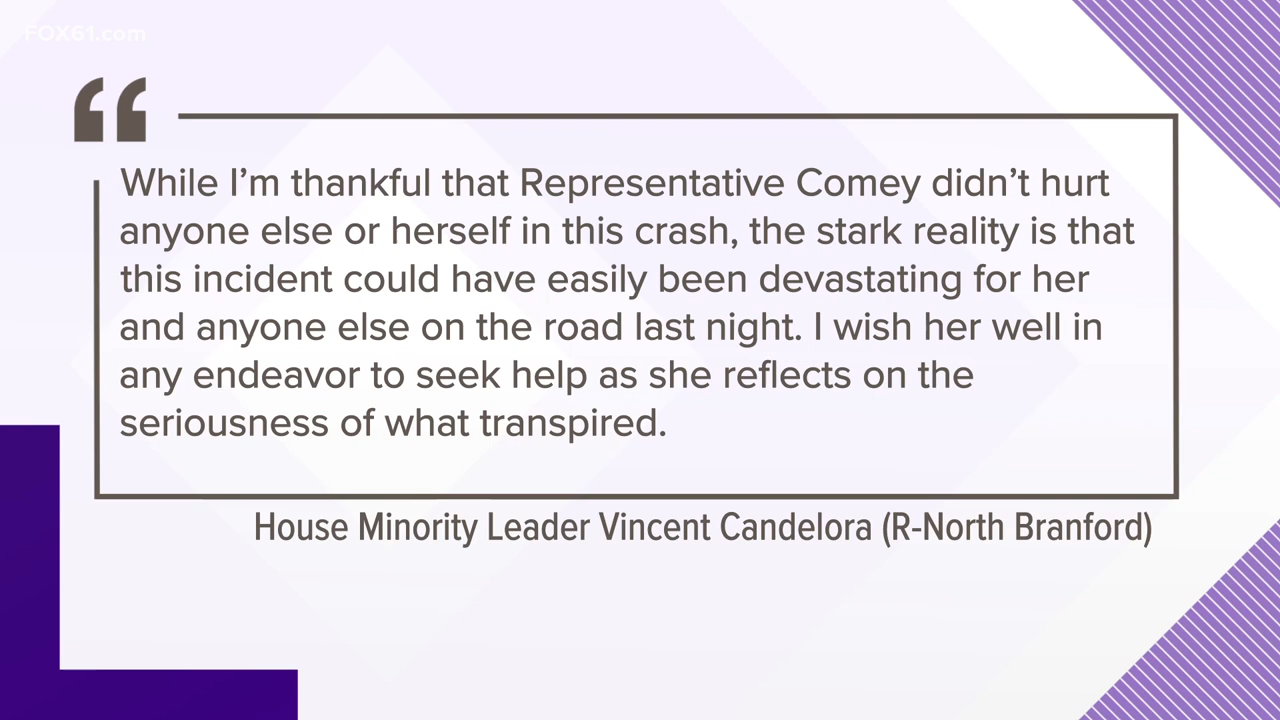 FOX61.com
“
While I’m thankful that Representative Comey didn’t hurt
anyone else or herself in this crash, the stark reality is that
this incident could have easily been devastating for her
and anyone else on the road last night. I wish her well in
any endeavor to seek help as she reflects on the
seriousness of what transpired.
House Minority Leader Vincent Candelora (R-North Branford)